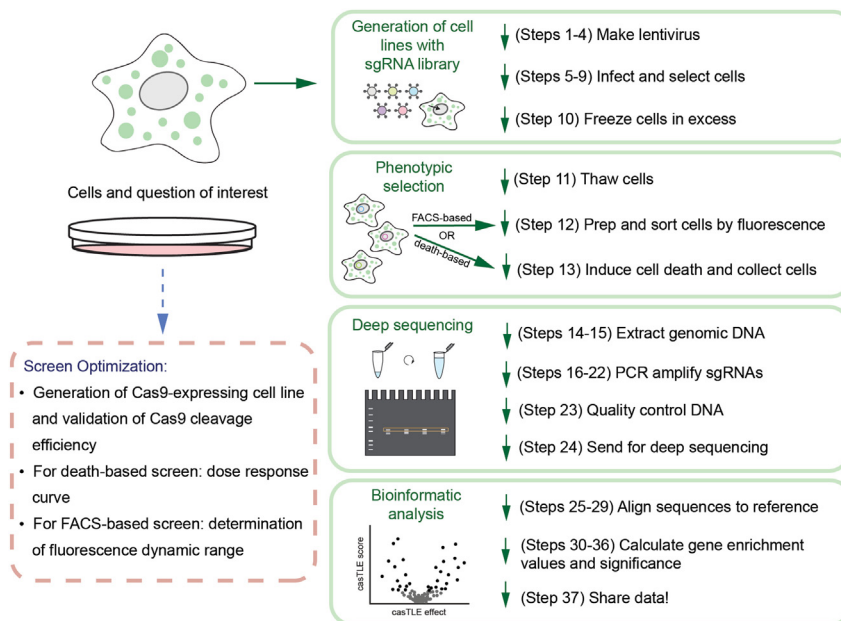 Cells and question of interest
Screen Optimization:
• Generation of Cas9-expressing cell line
and validation of Cas9 cleavage
efficiency
• For death-based screen: dose response
curve
• For FACS-based screen: determination
of fluorescence dynamic range
Generation of cell
lines with
sgRNA library
(Steps 1-4) Make lentivirus
(Steps 5-9) Infect and select cells
(Step 10) Freeze cells in excess
Phenotypic
selection
FACS-based
OR
death-based
(Step 11) Thaw cells
(Step 12) Prep and sort cells by fluorescence
(Step 13) Induce cell death and collect cells
Deep sequencing
(Steps 14-15) Extract genomic DNA
(Steps 16-22) PCR amplify sgRNAs
(Step 23) Quality control DNA
(Step 24) Send for deep sequencing
Bioinformatic
analysis
casTLE score
casTLE effect
(Steps 25-29) Align sequences to reference
(Steps 30-36) Calculate gene enrichment
values and significance
(Step 37) Share data!